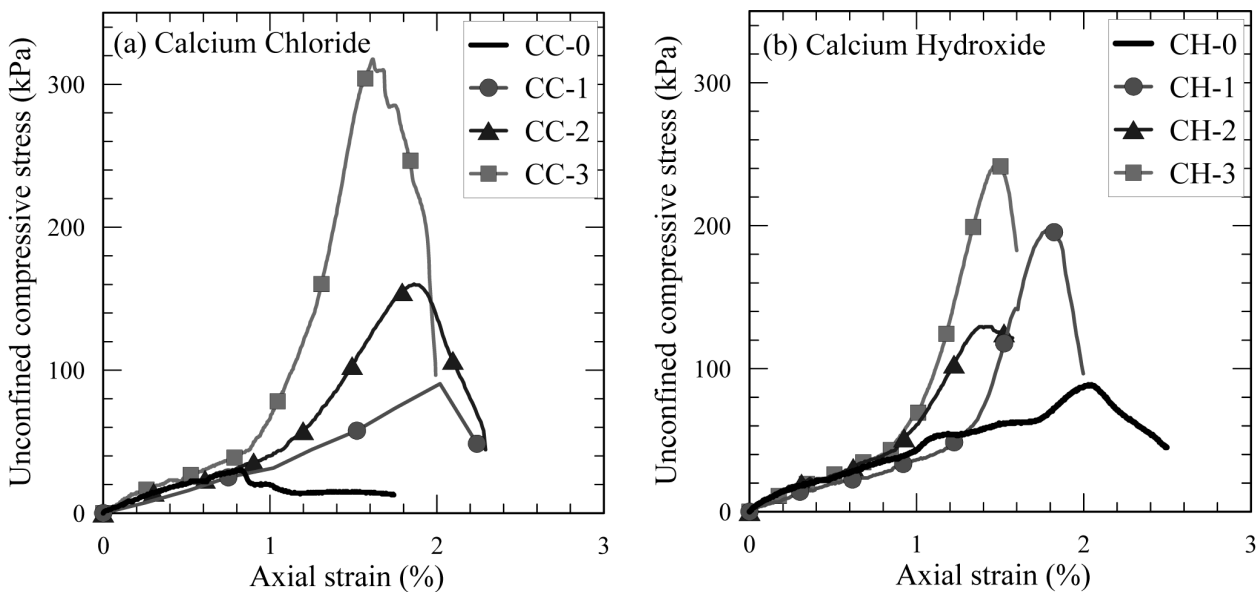 (a) Calcium Chloride
CC-0
CC-1
CC-2
CC-3
Unconfined compressive stress (kPa)
300
200
100
0
0 1 2 3
Axial strain (%)
(b) Calcium Hydroxide
CH-0
CH-1
CH-2
CH-3
Unconfined compressive stress (kPa)
300
200
100
0
0 1 2 3
Axial strain (%)